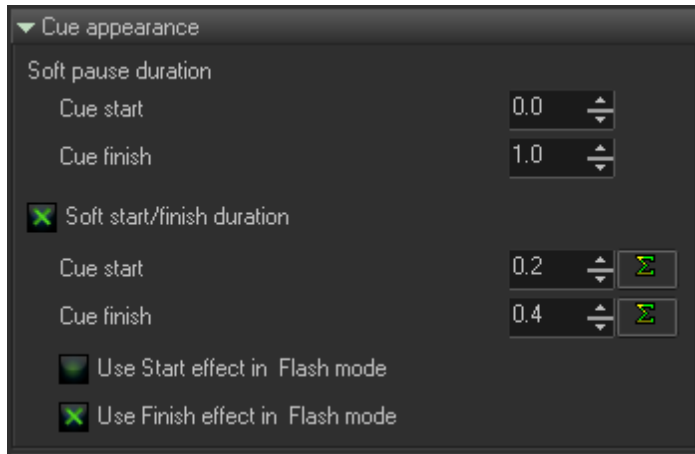 Cue appearance
Soft pause duration
Cue start 0.0
Cue finish 1.0
Soft start/finish duration
Cue start 0.2 Σ
Cue finish 0.4 Σ
Use Start effect in Flash mode
Use Finish effect in Flash mode